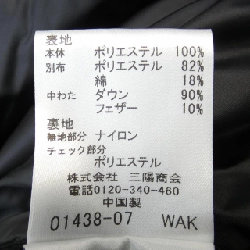 裏地
本体 ポリエステル 100%
別布 ポリエステル 82%
綿 18%
中わた ダウン 90%
フェザー 10%
裏地
無地部分 ナイロン
チェック部分
ポリエステル
株式会社 三陽商会
電話0120-340-460
中国製
01438-07 WAK